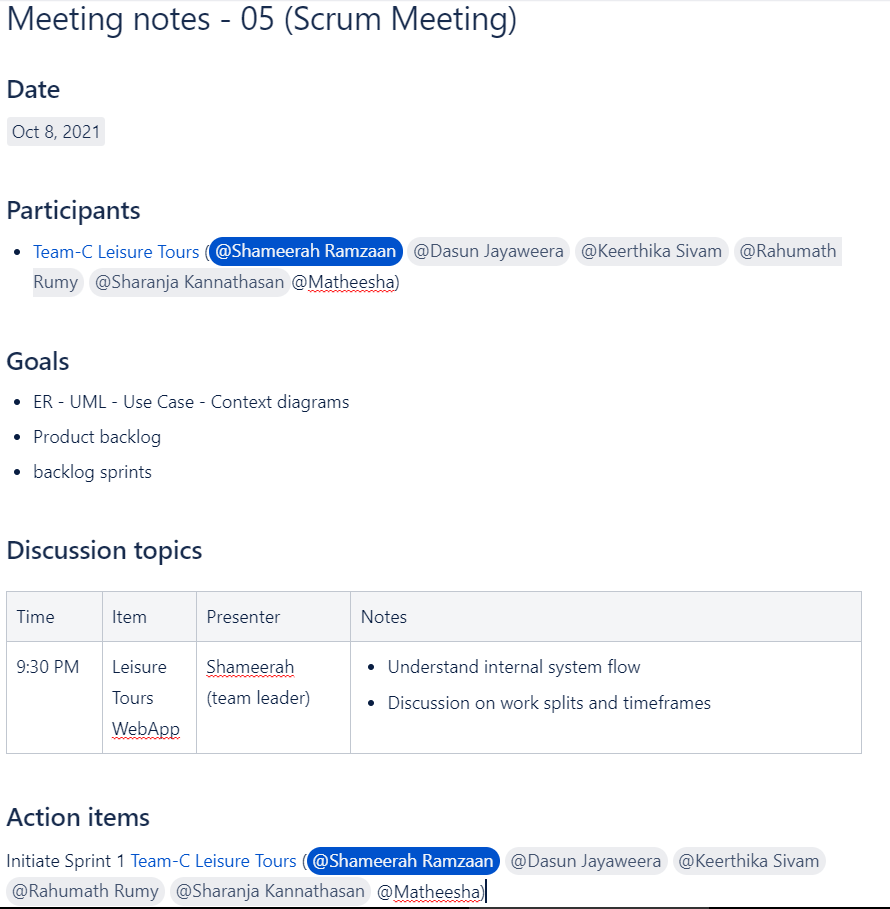 Meeting notes - 05 (Scrum Meeting)
Date
Oct 8, 2021
Participants
• Team-C Leisure Tours (@Shameerah Ramzaan @Dasun Jayaweera @Keerthika Sivam @Rahumath
Rumy @Sharanja Kannathasan @Matheesha)
Goals
• ER - UML - Use Case - Context diagrams
• Product backlog
• backlog sprints
Discussion topics
Time Item Presenter Notes
9:30 PM Leisure Shameerah • Understand internal system flow
Tours (team leader) • Discussion on work splits and timeframes
WebApp
Action items
Initiate Sprint 1 Team-C Leisure Tours (@Shameerah Ramzaan @Dasun Jayaweera @Keerthika Sivam
@Rahumath Rumy @Sharanja Kannathasan @Matheesha)